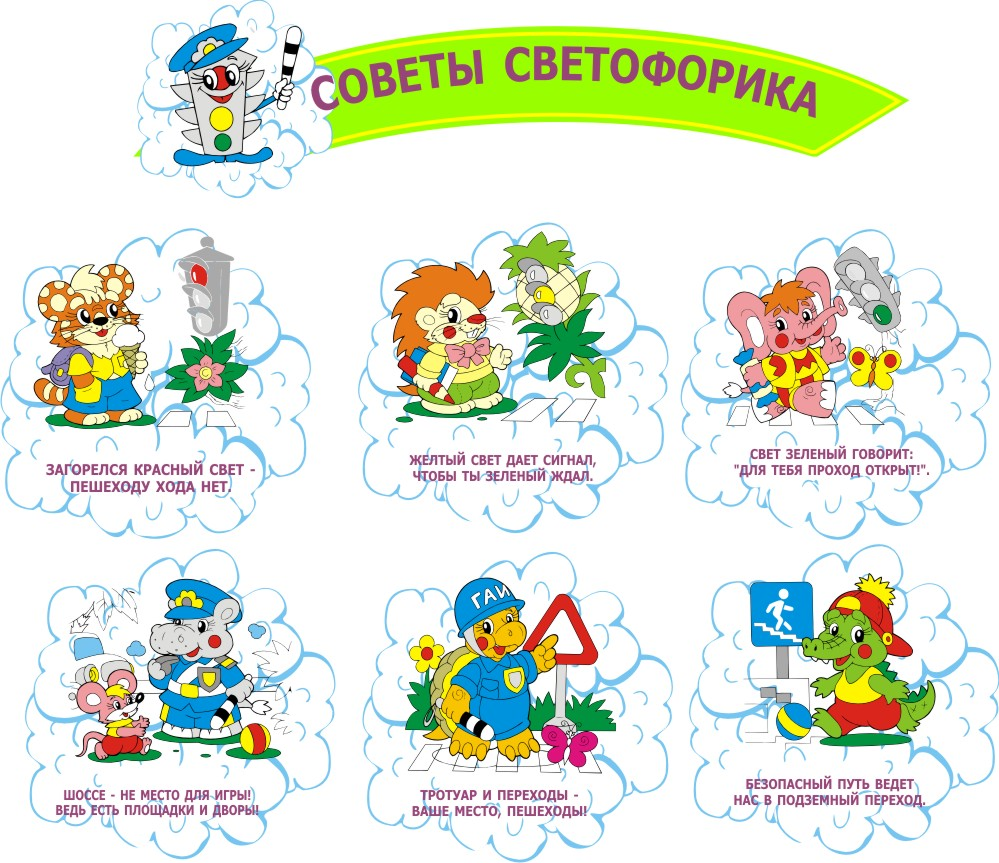 СОВЕТЫ СВЕТОФОРИКА
ЗАГОРЕЛСЯ КРАСНЫЙ СВЕТ -
ПЕШЕХОДУ ХОДА НЕТ.
ЖЕЛТЫЙ СВЕТ ДАЕТ СИГНАЛ,
ЧТОБЫ ТЫ ЗЕЛЕНЫЙ ЖДАЛ.
СВЕТ ЗЕЛЕНЫЙ ГОВОРИТ:
"ДЛЯ ТЕБЯ ПРОХОД ОТКРЫТ!".
ШОССЕ - НЕ МЕСТО ДЛЯ ИГРЫ!
ВЕДЬ ЕСТЬ ПЛОЩАДКИ И ДВОРЫ!
ГАИ
ТРОТУАР И ПЕРЕХОДЫ -
ВАШЕ МЕСТО, ПЕШЕХОДЫ!
БЕЗОПАСНЫЙ ПУТЬ ВЕДЕТ
НАС В ПОДЗЕМНЫЙ ПЕРЕХОД.